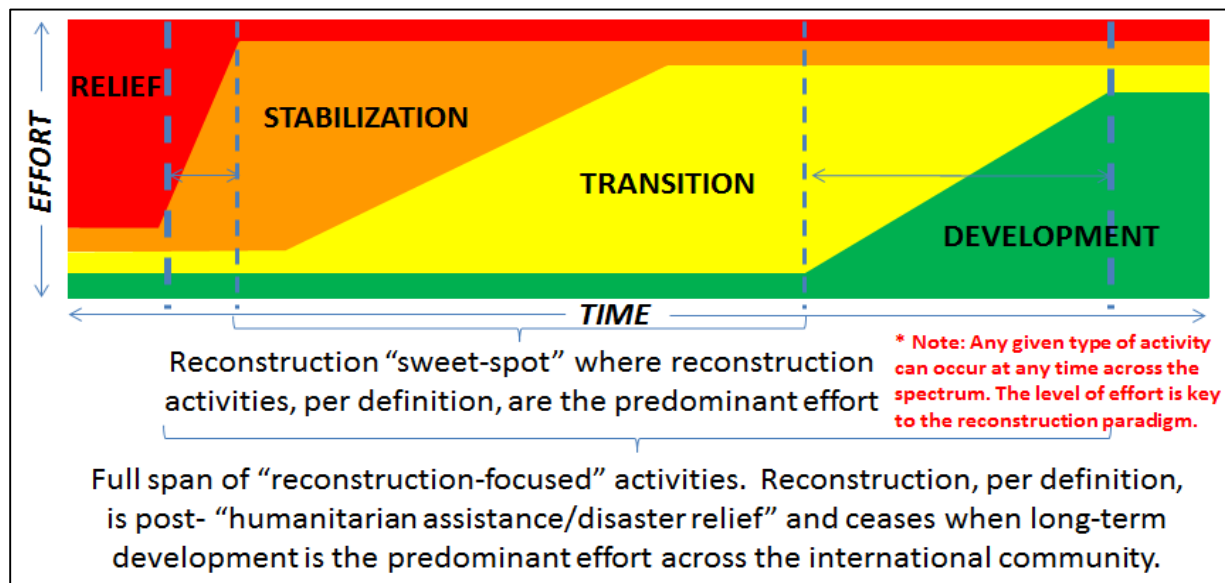 RELIEF
STABILIZATION
EFFORT
TRANSITION
DEVELOPMENT
TIME
Reconstruction “sweet-spot” where reconstruction
activities, per definition, are the predominant effort
* Note: Any given type of activity
can occur at any time across the
spectrum. The level of effort is key
to the reconstruction paradigm.
Full span of “reconstruction-focused” activities. Reconstruction, per definition,
is post- “humanitarian assistance/disaster relief” and ceases when long-term
development is the predominant effort across the international community.